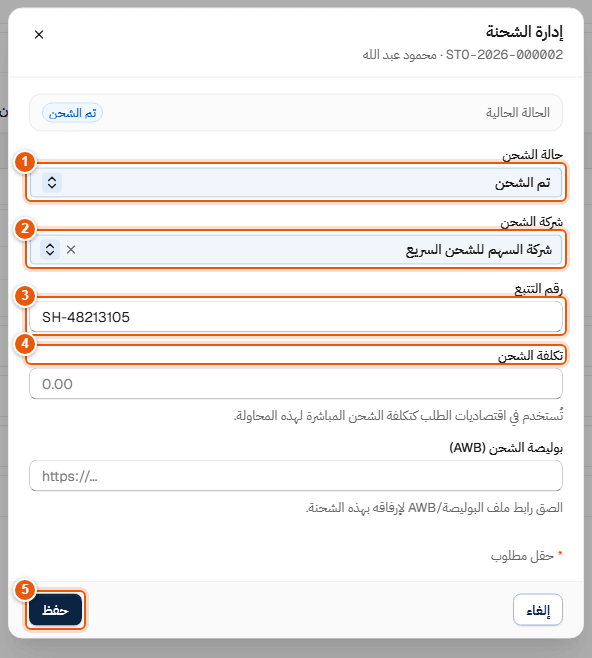 إدارة الشحنة
STO-2026-000002 · محمود عبد الله
الحالة الحالية
تم الشحن
حالة الشحن
1
تم الشحن
شركة الشحن
2
شركة السهم للشحن السريع
رقم التتبع
3
SH-48213105
4
تكلفة الشحن
0.00
تُستخدم في اقتصاديات الطلب كتكلفة الشحن المباشرة لهذه المحاولة.
بوليصة الشحن (AWB)
https://...
الصق رابط ملف البوليصة/AWB لإرفاقه بهذه الشحنة.
* حقل مطلوب
5
إلغاء
حفظ